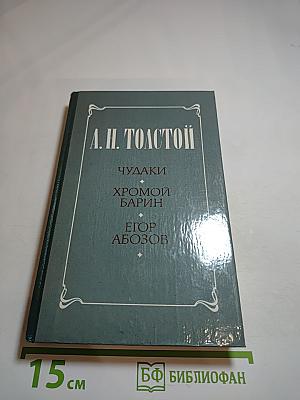 А. Н. ТОЛСТОЙ
ЧУДАКИ
ХРОМОЙ
БАРИН
ЕГОР
АБОЗОВ
15 см
БФ БИБЛИОФАН